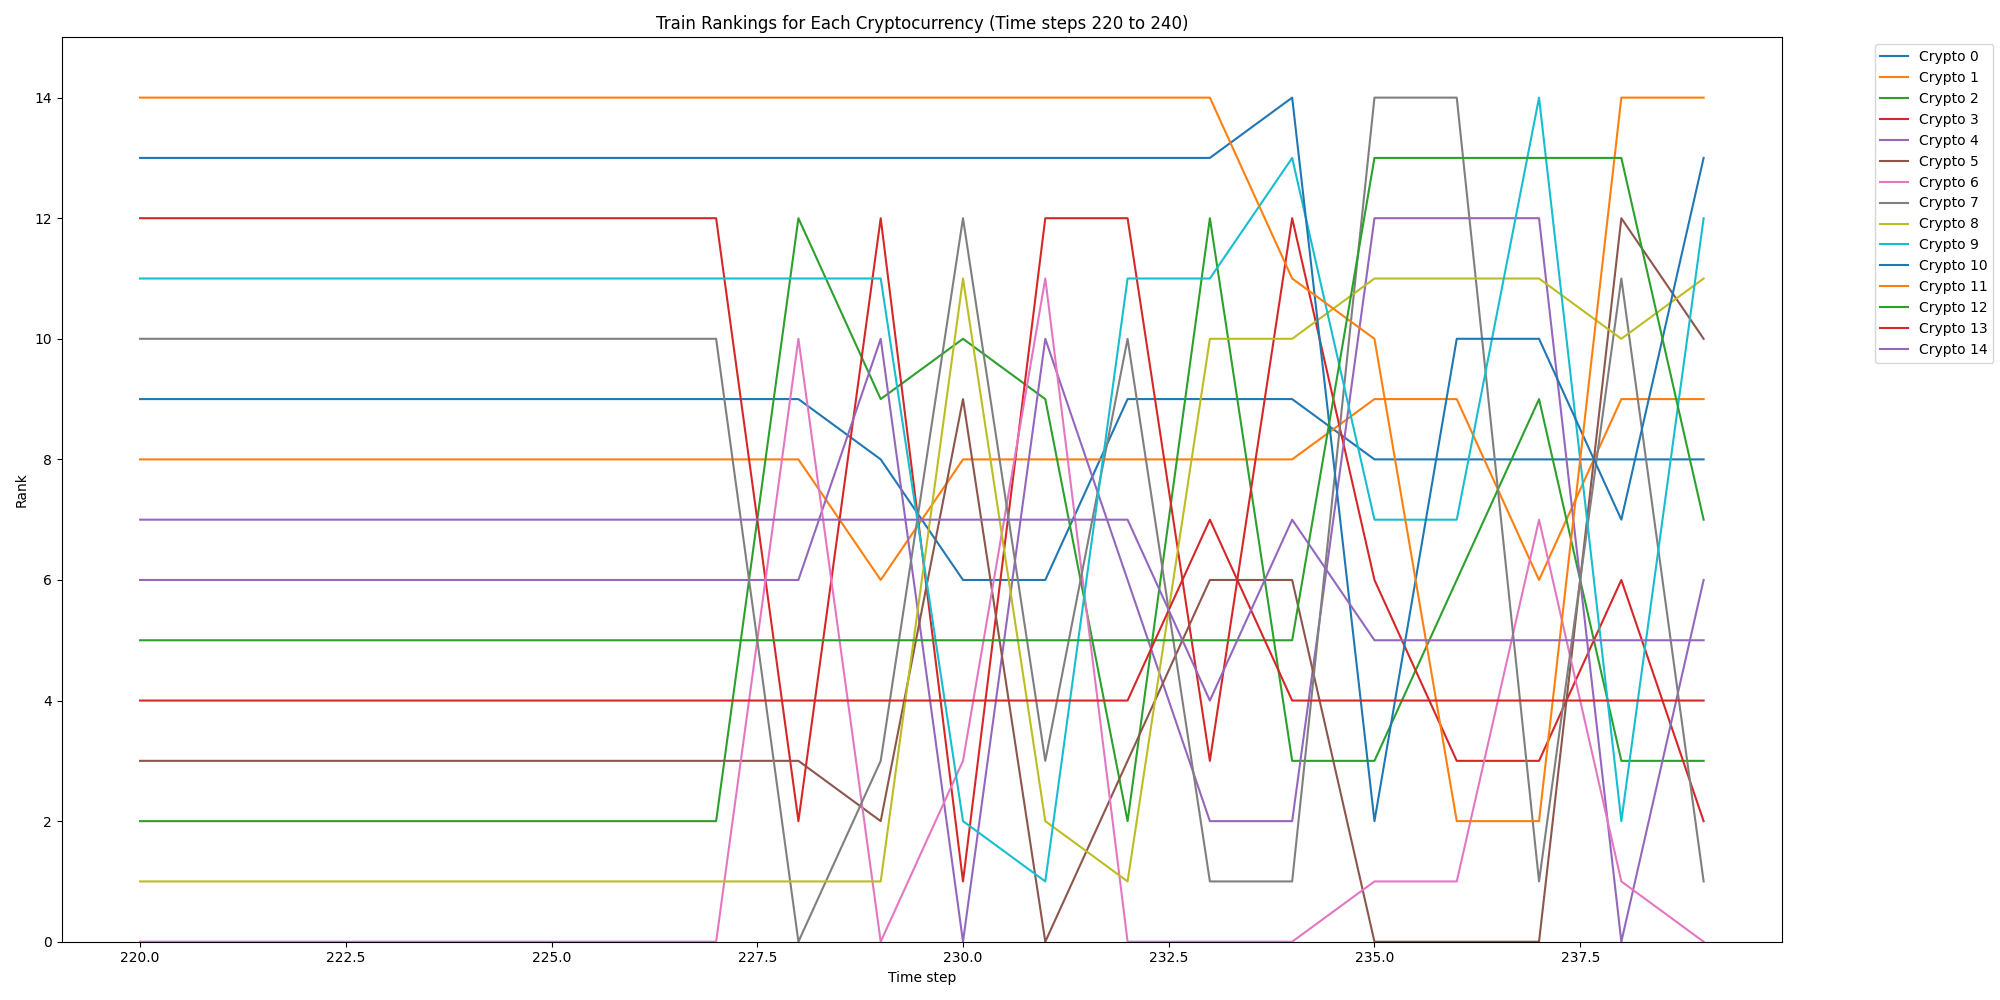 Train Rankings for Each Cryptocurrency (Time steps 220 to 240)
Rank
14
12
10
8
6
4
2
0
220.0 222.5 225.0 227.5 230.0 232.5 235.0 237.5
Time step
Crypto 0
Crypto 1
Crypto 2
Crypto 3
Crypto 4
Crypto 5
Crypto 6
Crypto 7
Crypto 8
Crypto 9
Crypto 10
Crypto 11
Crypto 12
Crypto 13
Crypto 14